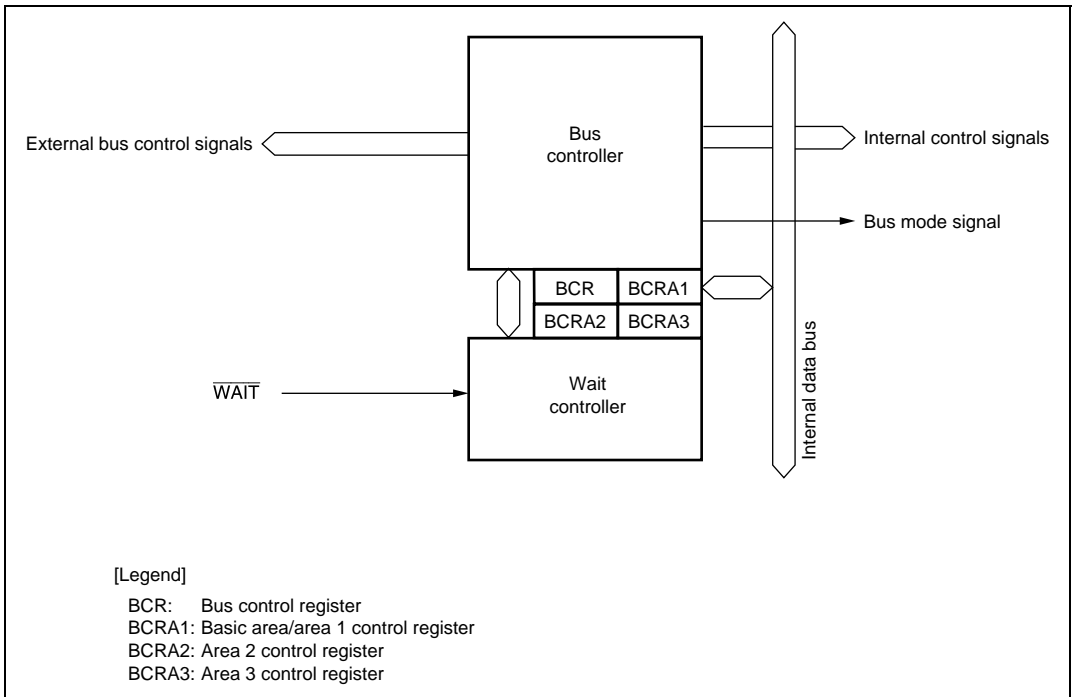 Bus
controller
External bus control signals
Internal control signals
Bus mode signal
BCR
BCRA1
BCRA2
BCRA3
Internal data bus
WAIT
Wait
controller
[Legend]
BCR: Bus control register
BCRA1: Basic area/area 1 control register
BCRA2: Area 2 control register
BCRA3: Area 3 control register